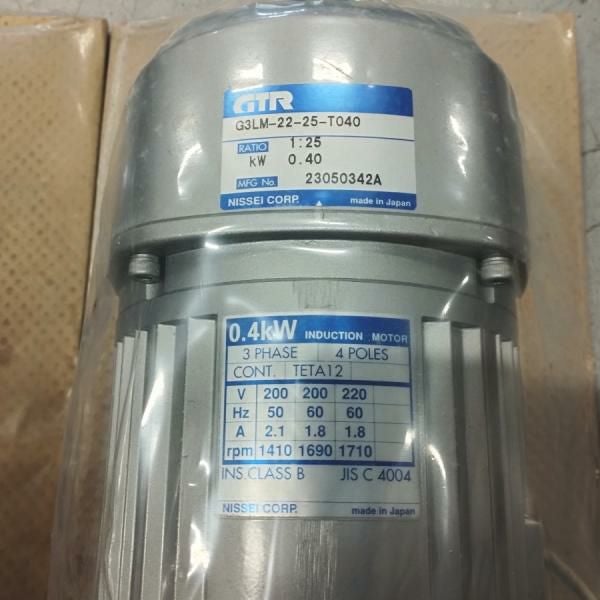 GTR
G3LM-22-25-T040
RATIO 1:25
kW 0.40
MFG No. 23050342A
NISSEI CORP. made in Japan
0.4kW INDUCTION MOTOR
3 PHASE 4 POLES
CONT. TETA12
V 200 200 220
Hz 50 60 60
A 2.1 1.8 1.8
rpm 1410 1690 1710
INS.CLASS B JIS C 4004
NISSEI CORP. made in Japan